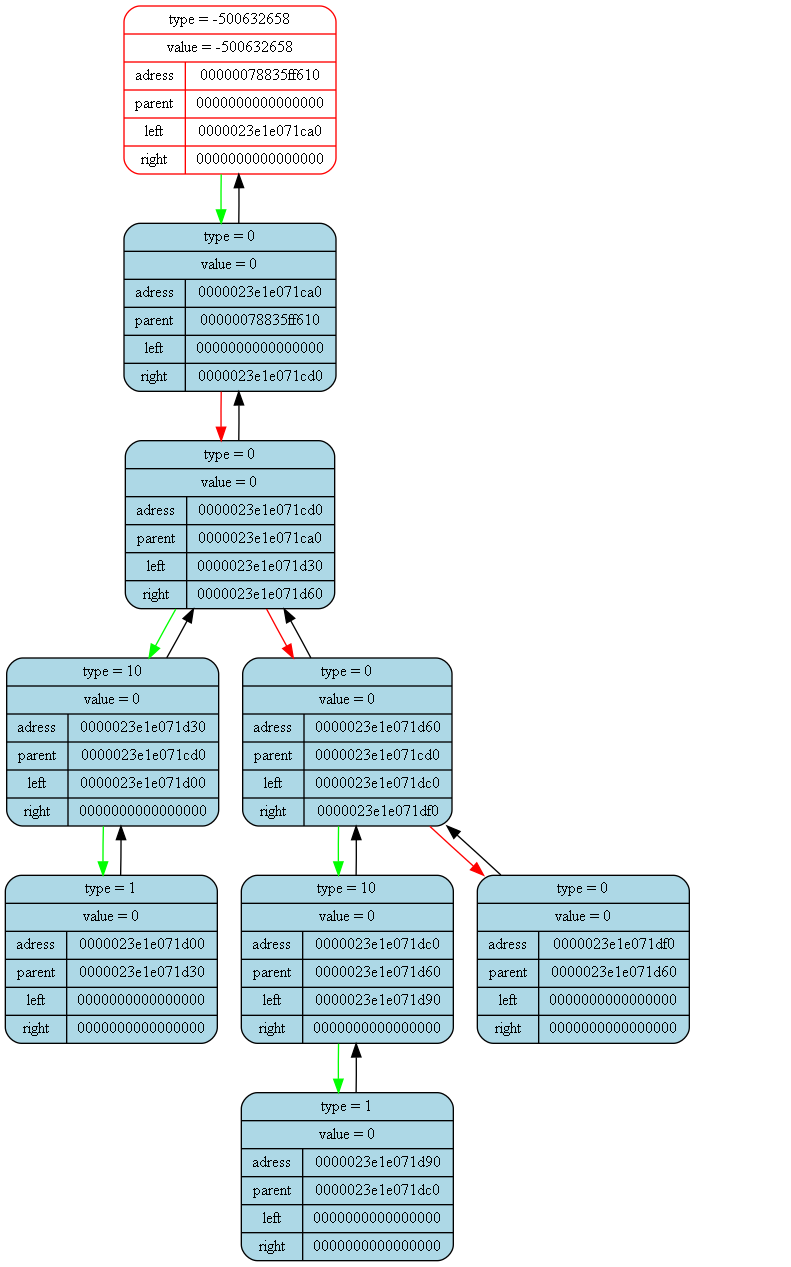 type = -500632658
value = -500632658
adress 00000078835ff610
parent 0000000000000000
left 0000023e1e071ca0
right 0000000000000000
type = 0
value = 0
adress 0000023e1e071ca0
parent 00000078835ff610
left 0000000000000000
right 0000023e1e071cd0
type = 0
value = 0
adress 0000023e1e071cd0
parent 0000023e1e071ca0
left 0000023e1e071d30
right 0000023e1e071d60
type = 10
value = 0
adress 0000023e1e071d30
parent 0000023e1e071cd0
left 0000023e1e071d00
right 0000000000000000
type = 0
value = 0
adress 0000023e1e071d60
parent 0000023e1e071cd0
left 0000023e1e071dc0
right 0000023e1e071df0
type = 1
value = 0
adress 0000023e1e071d00
parent 0000023e1e071d30
left 0000000000000000
right 0000000000000000
type = 10
value = 0
adress 0000023e1e071dc0
parent 0000023e1e071d60
left 0000023e1e071d90
right 0000000000000000
type = 0
value = 0
adress 0000023e1e071df0
parent 0000023e1e071d60
left 0000000000000000
right 0000000000000000
type = 1
value = 0
adress 0000023e1e071d90
parent 0000023e1e071dc0
left 0000000000000000
right 0000000000000000